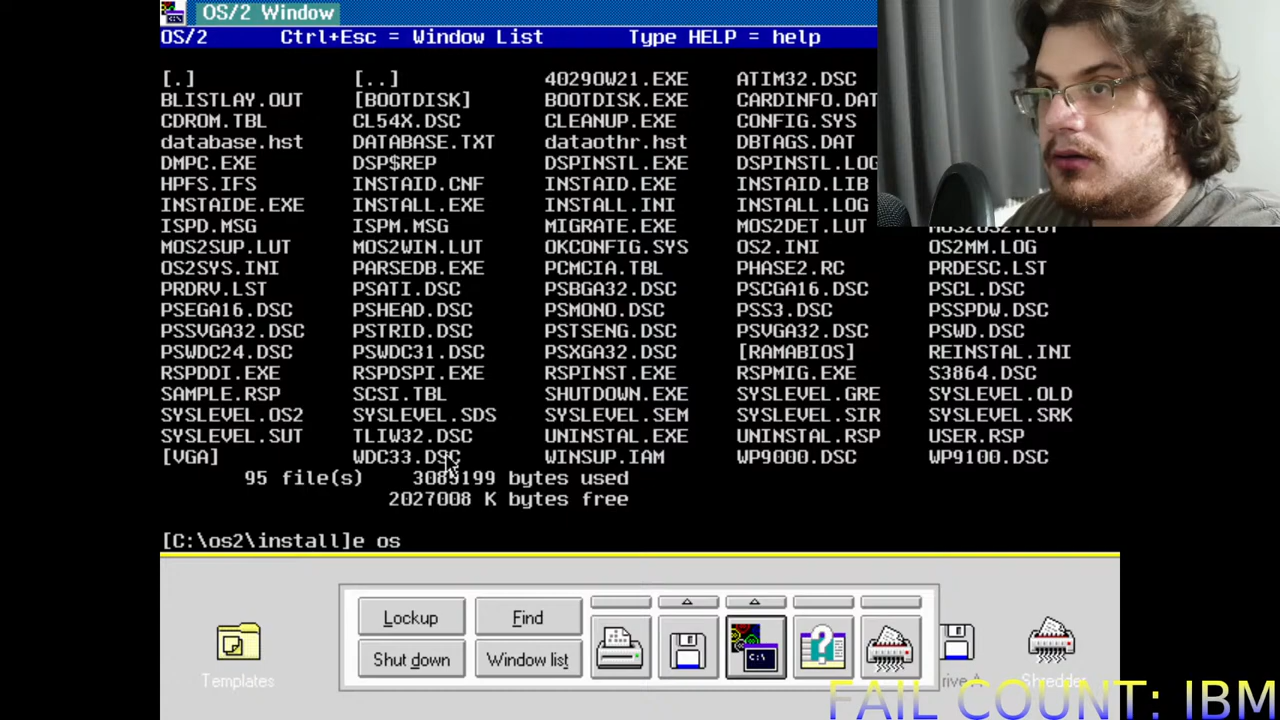 OS/2 Window
OS/2 Ctrl+Esc = Window List Type HELP = help
[.] [..] 40290W21.EXE ATIM32.DSC
BLISTLAY.OUT [BOOTDISK] BOOTDISK.EXE CARDINFO.DAT
CDROM.TBL CL54X.DSC CLEANUP.EXE CONFIG.SYS
database.hst DATABASE.TXT dataothr.hst DBTAGS.DAT
DMPC.EXE DSP$REP DSPINSTL.EXE DSPINSTL.LOG
HPFS.IFS INSTAID.CNF INSTAID.EXE INSTAID.LIB
INSTAIDE.EXE INSTALL.EXE INSTALL.INI INSTALL.LOG
ISPD.MSG ISPM.MSG MIGRATE.EXE MOS2DET.LUT
MOS2SUP.LUT MOS2WIN.LUT OKCONFIG.SYS OS2.INI OS2MM.LOG
OS2SYS.INI PARSEDB.EXE PCMCIA.TBL PHASE2.RC PRDESC.LST
PRDRV.LST PSATI.DSC PSBGA32.DSC PSCGA16.DSC PSCL.DSC
PSEGA16.DSC PSHEAD.DSC PSMONO.DSC PSS3.DSC PSSPDW.DSC
PSSVGA32.DSC PSTRID.DSC PSTSENG.DSC PSVGA32.DSC PSWD.DSC
PSWDC24.DSC PSWDC31.DSC PSXGA32.DSC [RAMABIOS] REINSTAL.INI
RSPDDI.EXE RSPDSPI.EXE RSPINST.EXE RSPMIG.EXE S3864.DSC
SAMPLE.RSP SCSI.TBL SHUTDOWN.EXE SYSLEVEL.GRE SYSLEVEL.OLD
SYSLEVEL.OS2 SYSLEVEL.SDS SYSLEVEL.SEM SYSLEVEL.SIR SYSLEVEL.SRK
SYSLEVEL.SUT TLIW32.DSC UNINSTAL.EXE UNINSTAL.RSP USER.RSP
[VGA] WDC33.DSC WINSUP.IAM WP9000.DSC WP9100.DSC
95 file(s) 3089199 bytes used
2027008 K bytes free
[C:\os2\install]e os
Lockup Find
Shut down Window list
C:\
Templates
rive A
Shredder
FAIL COUNT: IBM